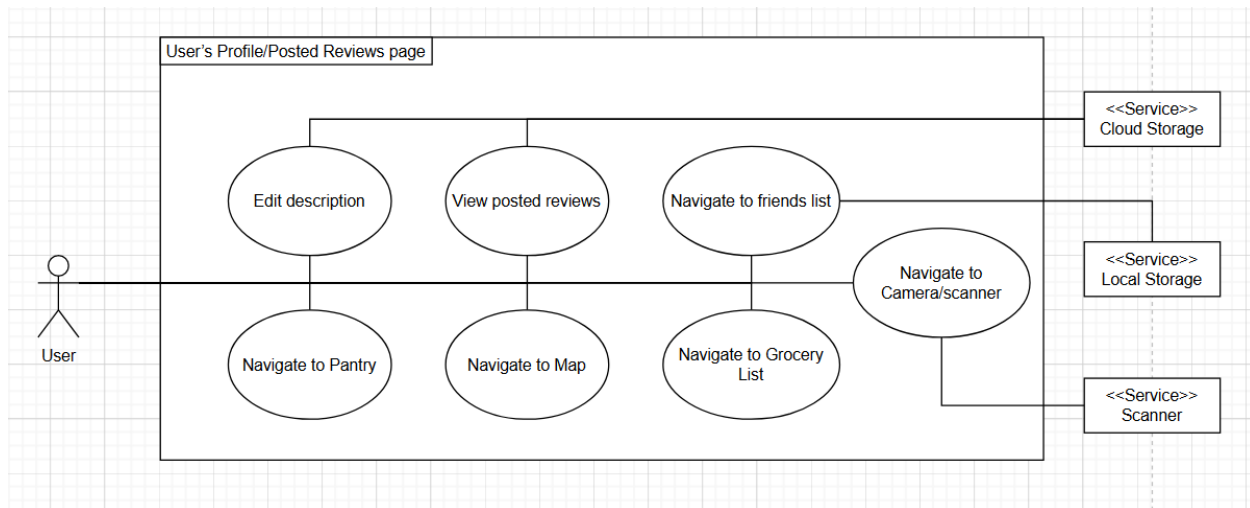 User's Profile/Posted Reviews page
<<Service>>
Cloud Storage
Edit description
View posted reviews
Navigate to friends list
<<Service>>
Local Storage
Navigate to
Camera/scanner
User
Navigate to Pantry
Navigate to Map
Navigate to Grocery
List
<<Service>>
Scanner